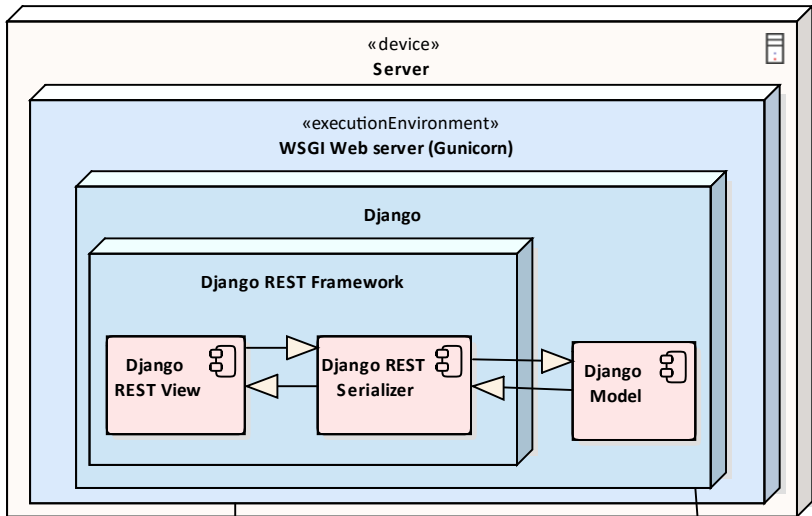 «device»
Server
«executionEnvironment»
WSGI Web server (Gunicorn)
Django
Django REST Framework
Django
REST View
Django REST
Serializer
Django
Model